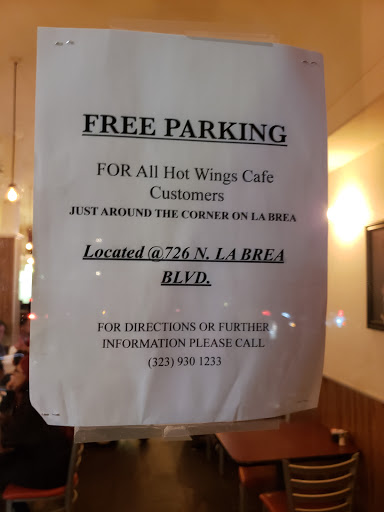 FREE PARKING
FOR All Hot Wings Cafe
Customers
JUST AROUND THE CORNER ON LA BREA
Located @726 N. LA BREA
BLVD.
FOR DIRECTIONS OR FURTHER
INFORMATION PLEASE CALL
(323) 930 1233